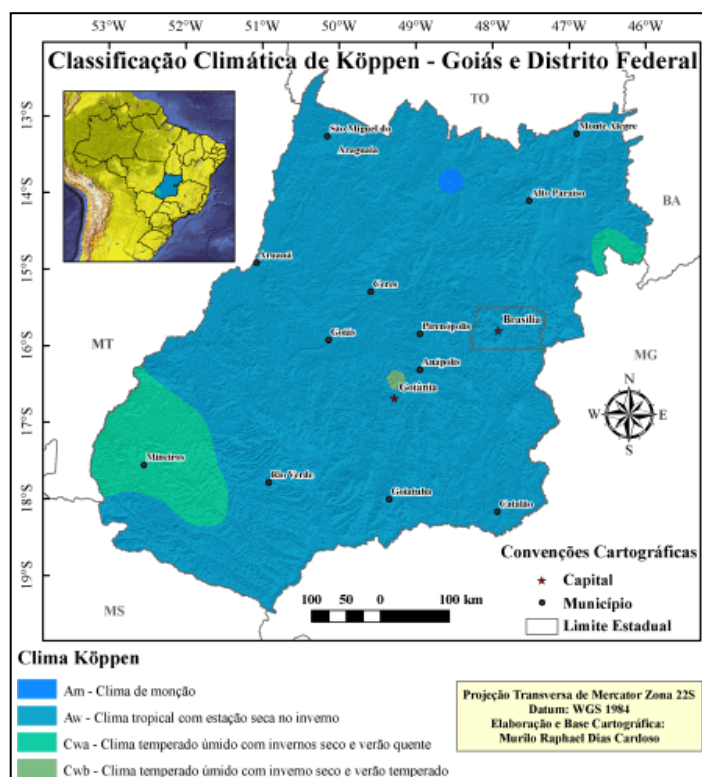 53°W 52°W 51°W 50°W 49°W 48°W 47°W 46°W
Classificação Climática de Köppen - Goiás e Distrito Federal
TO
13°S
São Miguel do
Araguaia
Monte Alegre
14°S
Alto Paraíso
BA
15°S
Aruanã
Ceres
Brasília
16°S
Goiás
Pirenópolis
MT
MG
Anápolis
Goiânia
17°S
N
W E
S
Mineiros
Rio Verde
18°S
Goiatuba
Catalão
Convenções Cartográficas
Capital
19°S
100 50 0 100 km
Município
MS
Limite Estadual
Clima Köppen
Am - Clima de monção
Aw - Clima tropical com estação seca no inverno
Cwa - Clima temperado úmido com invernos seco e verão quente
Cwb - Clima temperado úmido com inverno seco e verão temperado
Projeção Transversa de Mercator Zona 22S
Datum: WGS 1984
Elaboração e Base Cartográfica:
Murilo Raphael Dias Cardoso